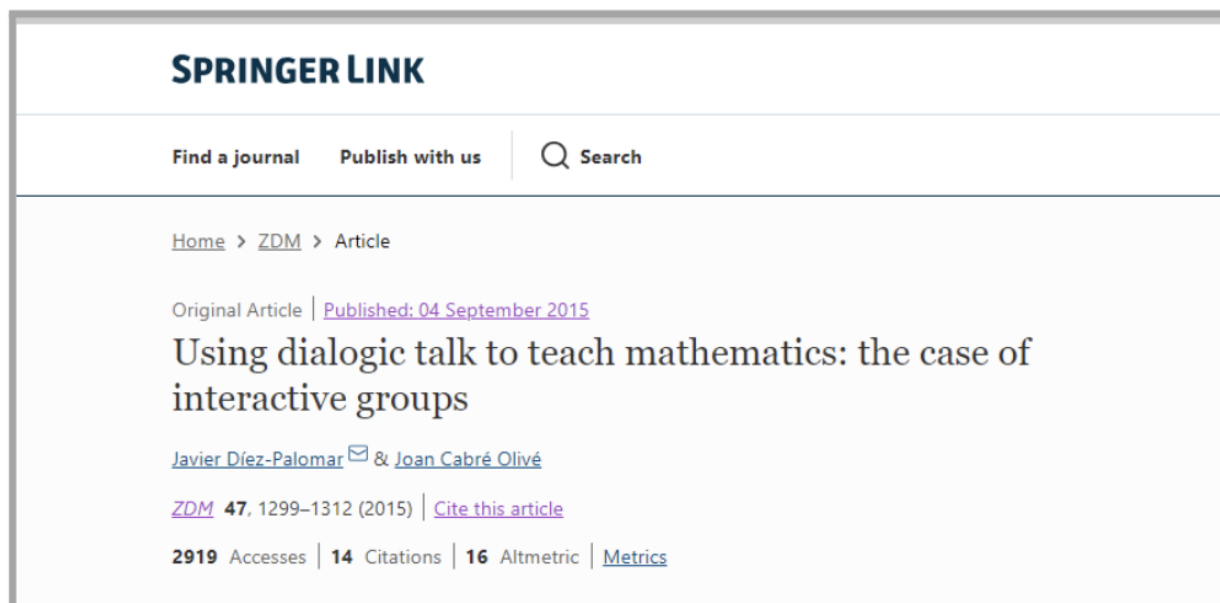 SPRINGER LINK
Find a journal Publish with us Search
Home > ZDM > Article
Original Article | Published: 04 September 2015
Using dialogic talk to teach mathematics: the case of
interactive groups
Javier Díez-Palomar & Joan Cabré Olivé
ZDM 47, 1299–1312 (2015) | Cite this article
2919 Accesses | 14 Citations | 16 Altmetric | Metrics